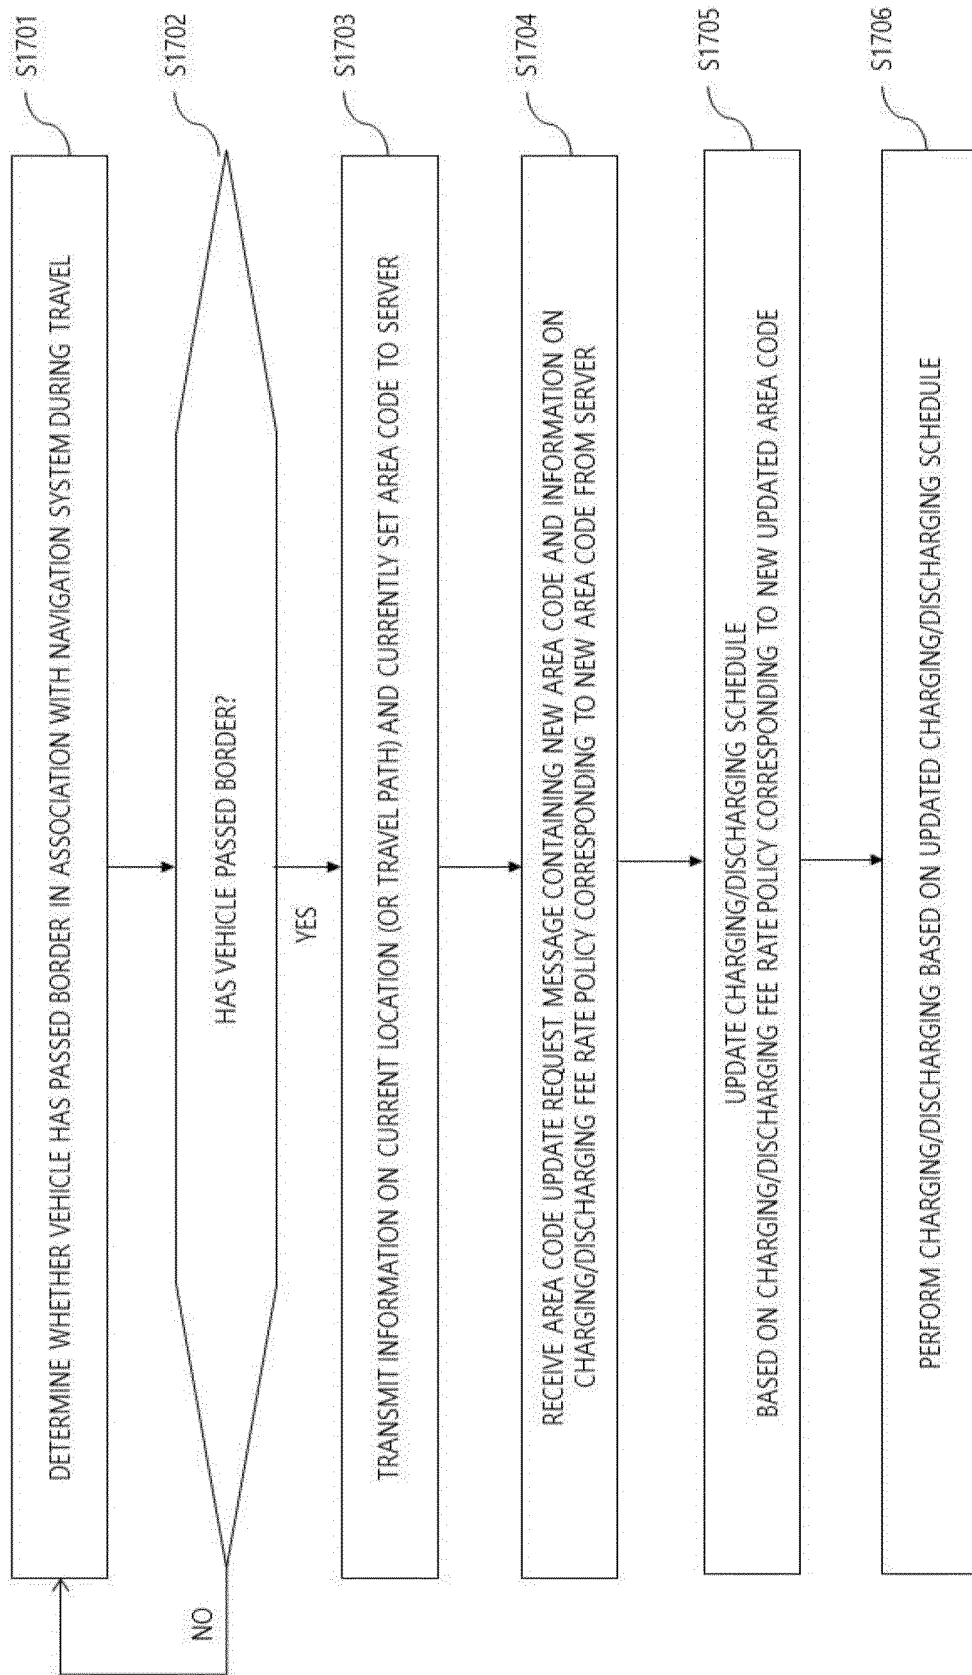 DETERMINE WHETHER VEHICLE HAS PASSED BORDER IN ASSOCIATION WITH NAVIGATION SYSTEM DURING TRAVEL
S1701
HAS VEHICLE PASSED BORDER?
S1702
NO
YES
TRANSMIT INFORMATION ON CURRENT LOCATION (OR TRAVEL PATH) AND CURRENTLY SET AREA CODE TO SERVER
S1703
RECEIVE AREA CODE UPDATE REQUEST MESSAGE CONTAINING NEW AREA CODE AND INFORMATION ON
CHARGING/DISCHARGING FEE RATE POLICY CORRESPONDING TO NEW AREA CODE FROM SERVER
S1704
UPDATE CHARGING/DISCHARGING SCHEDULE
BASED ON CHARGING/DISCHARGING FEE RATE POLICY CORRESPONDING TO NEW UPDATED AREA CODE
S1705
PERFORM CHARGING/DISCHARGING BASED ON UPDATED CHARGING/DISCHARGING SCHEDULE
S1706